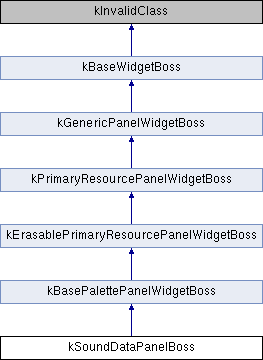 kInvalidClass
kBaseWidgetBoss
kGenericPanelWidgetBoss
kPrimaryResourcePanelWidgetBoss
kErasablePrimaryResourcePanelWidgetBoss
kBasePalettePanelWidgetBoss
kSoundDataPanelBoss